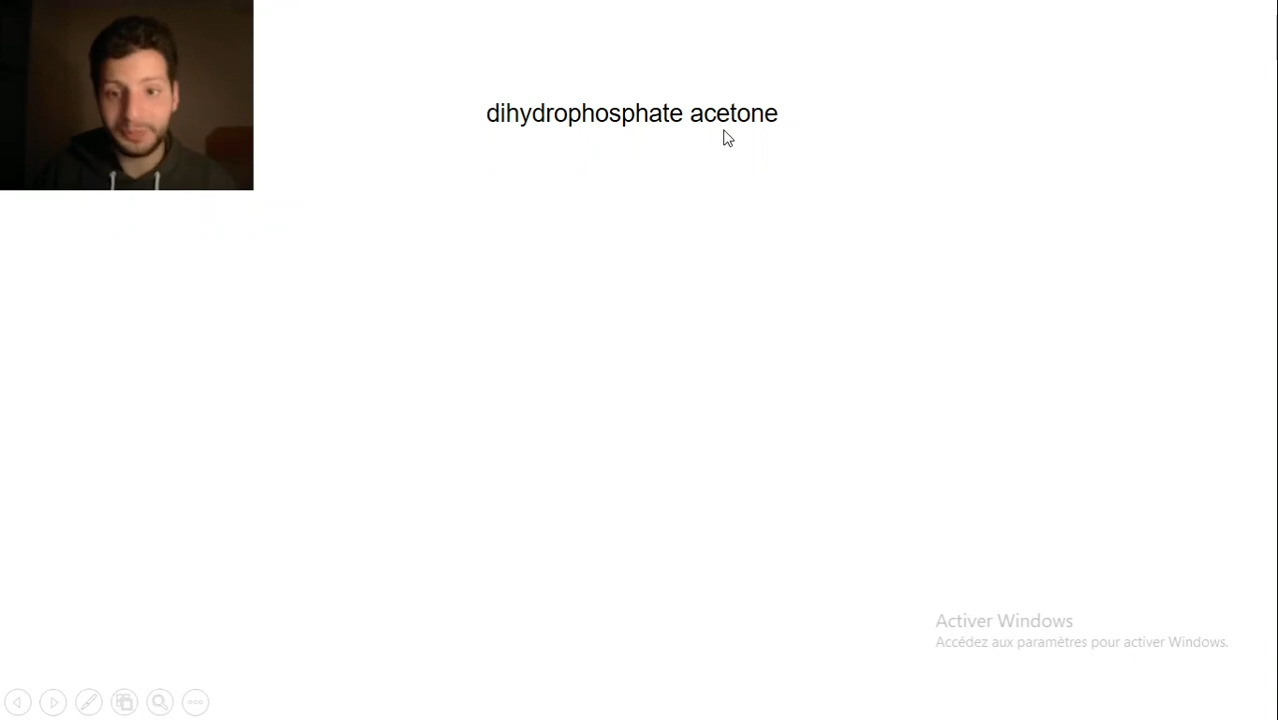 dihydrophosphate acetone
Activer Windows
Accédez aux paramètres pour activer Windows.